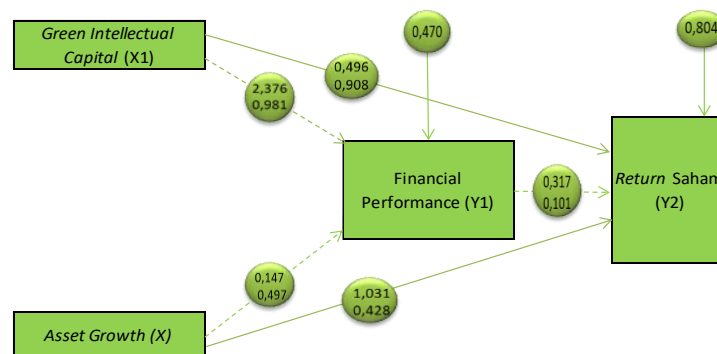 Green Intellectual
Capital (X1)
0,470
0,804
0,496
0,908
2,376
0,981
Financial
Performance (Y1)
0,317
0,101
Return Saham
(Y2)
0,147
0,497
1,031
0,428
Asset Growth (X)